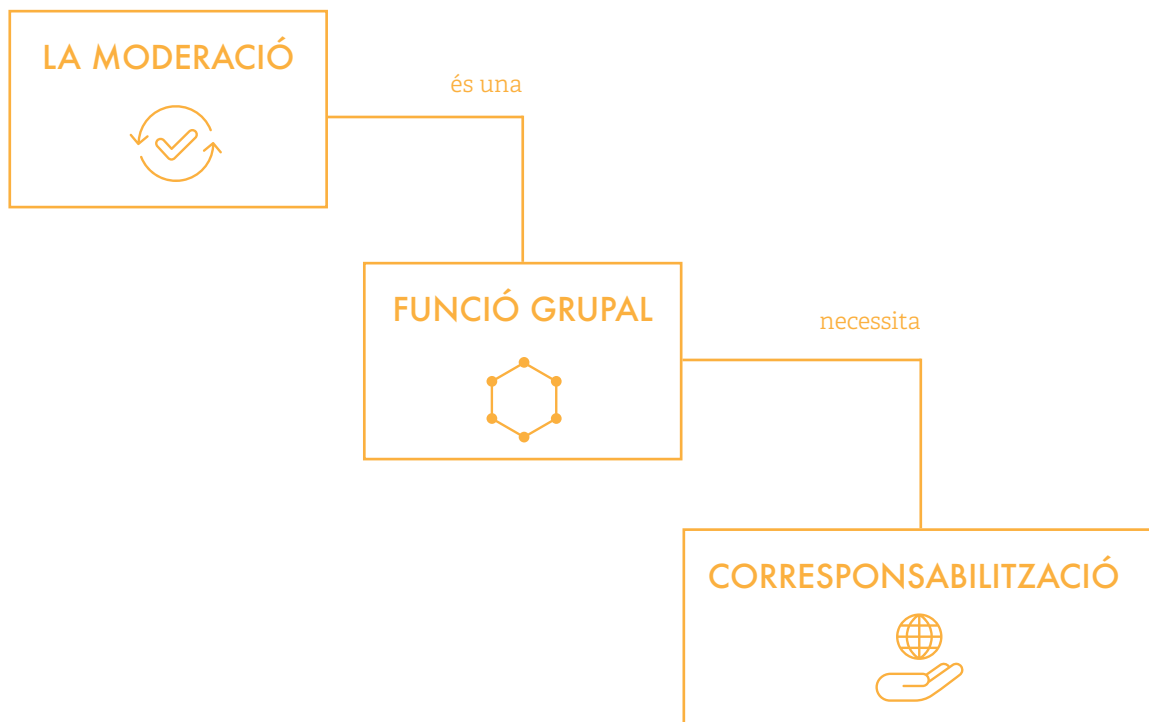 LA MODERACIÓ
és una
FUNCIÓ GRUPAL
necessita
CORRESPONSABILITZACIÓ